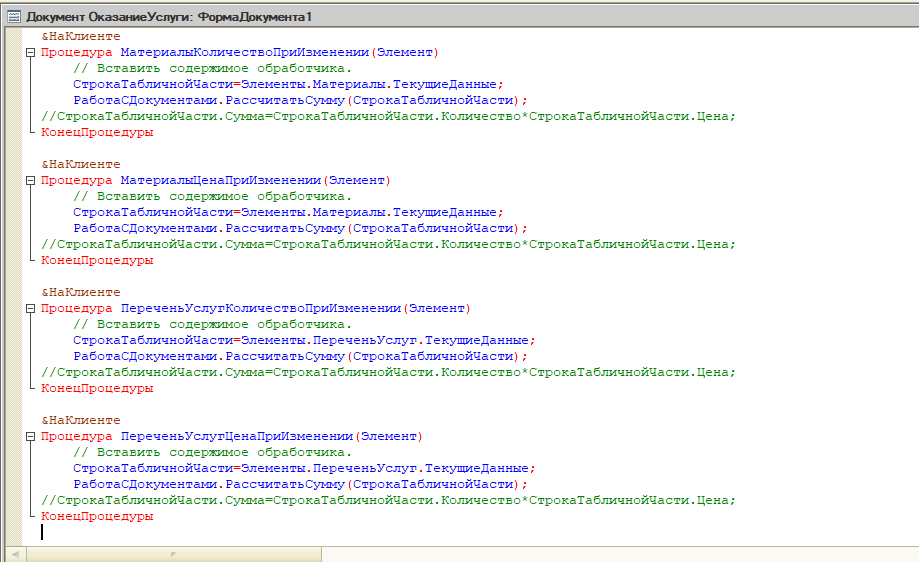 Документ ОказаниеУслуги: ФормаДокумента1
&НаКлиенте
Процедура МатериалыКоличествоПриИзменении(Элемент)
// Вставить содержимое обработчика.
СтрокаТабличнойЧасти=Элементы.Материалы.ТекущиеДанные;
РаботаСДокументами.РассчитатьСумму(СтрокаТабличнойЧасти);
//СтрокаТабличнойЧасти.Сумма=СтрокаТабличнойЧасти.Количество*СтрокаТабличнойЧасти.Цена;
КонецПроцедуры
&НаКлиенте
Процедура МатериалыЦенаПриИзменении(Элемент)
// Вставить содержимое обработчика.
СтрокаТабличнойЧасти=Элементы.Материалы.ТекущиеДанные;
РаботаСДокументами.РассчитатьСумму(СтрокаТабличнойЧасти);
//СтрокаТабличнойЧасти.Сумма=СтрокаТабличнойЧасти.Количество*СтрокаТабличнойЧасти.Цена;
КонецПроцедуры
&НаКлиенте
Процедура ПереченьУслугКоличествоПриИзменении(Элемент)
// Вставить содержимое обработчика.
СтрокаТабличнойЧасти=Элементы.ПереченьУслуг.ТекущиеДанные;
РаботаСДокументами.РассчитатьСумму(СтрокаТабличнойЧасти);
//СтрокаТабличнойЧасти.Сумма=СтрокаТабличнойЧасти.Количество*СтрокаТабличнойЧасти.Цена;
КонецПроцедуры
&НаКлиенте
Процедура ПереченьУслугЦенаПриИзменении(Элемент)
// Вставить содержимое обработчика.
СтрокаТабличнойЧасти=Элементы.ПереченьУслуг.ТекущиеДанные;
РаботаСДокументами.РассчитатьСумму(СтрокаТабличнойЧасти);
//СтрокаТабличнойЧасти.Сумма=СтрокаТабличнойЧасти.Количество*СтрокаТабличнойЧасти.Цена;
КонецПроцедуры